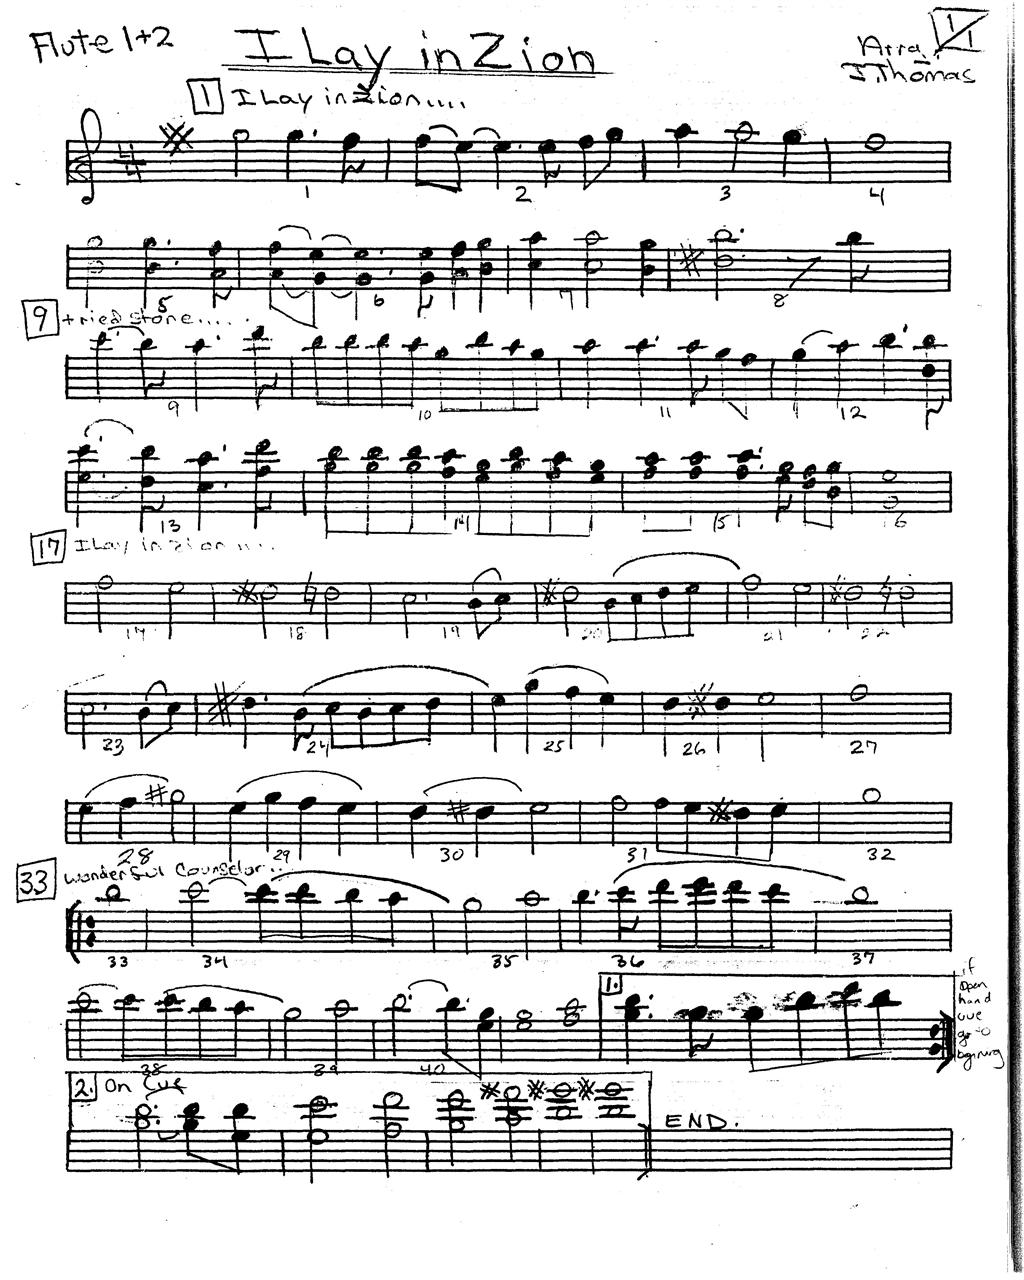 Flute 1+2
I Lay in Zion
1
Arra
J. Thomas
1 I Lay in Zion....
4/4
1 2 3 4
5 6 7 8
9 tried stone.....
9 10 11 12
13 14 15 16
17 I Lay in Zion....
17 18 19 20 21 22
23 24 25 26 27
28 29 30 31 32
33 Wonderful Counselor...
33 34 35 36 37
38 39 40
1.
if
open
hand
cue
go to
beginning
2. On Cue
END.